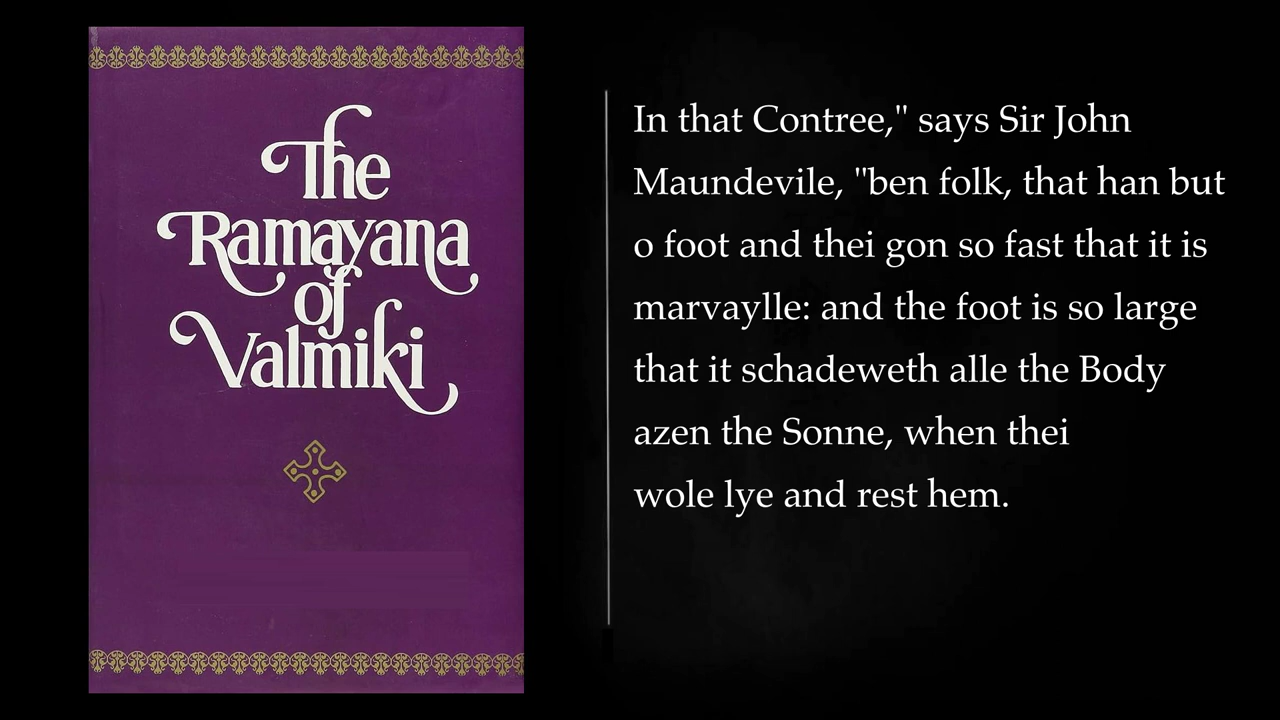 The
Ramayana
of
Valmiki
In that Contree," says Sir John
Maundevile, "ben folk, that han but
o foot and thei gon so fast that it is
marvaylle: and the foot is so large
that it schadeweth alle the Body
azen the Sonne, when thei
wole lye and rest hem.